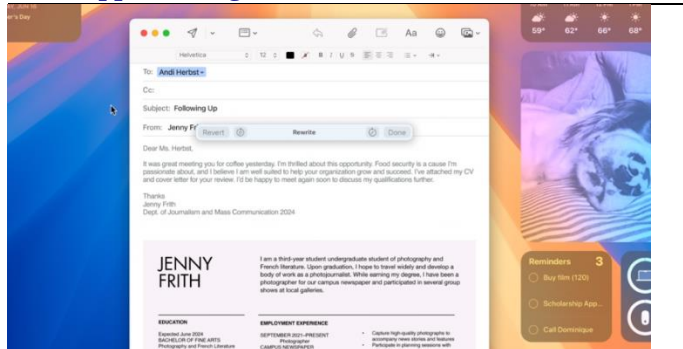 er's Day
59° 62° 66° 68°
Helvetica 12 B I U S
Aa
To: Andi Herbst
Cc:
Subject: Following Up
From: Jenny
Revert Rewrite Done
Dear Ms. Herbst,
It was great meeting you for coffee yesterday. I'm thrilled about this opportunity. Food security is a cause I'm
passionate about, and I believe I am well suited to help your organization grow and succeed. I've attached my CV
and cover letter for your review. I'd be happy to meet again soon to discuss my qualifications further.
Thanks
Jenny Frith
Dept. of Journalism and Mass Communication 2024
JENNY
FRITH
I am a third-year student undergraduate student of photography and
French literature. Upon graduation, I hope to travel widely and develop a
body of work as a photojournalist. While earning my degree, I have been a
photographer for our campus newspaper and participated in several group
shows at local galleries.
EDUCATION
Expected June 2024
BACHELOR OF FINE ARTS
Photography and French Literature
EMPLOYMENT EXPERIENCE
SEPTEMBER 2021–PRESENT
Photographer
CAMPUS NEWSPAPER
• Capture high-quality photographs to
accompany news stories and features
• Participate in planning sessions with
Reminders 3
Buy film (120)
Scholarship App...
Call Dominique